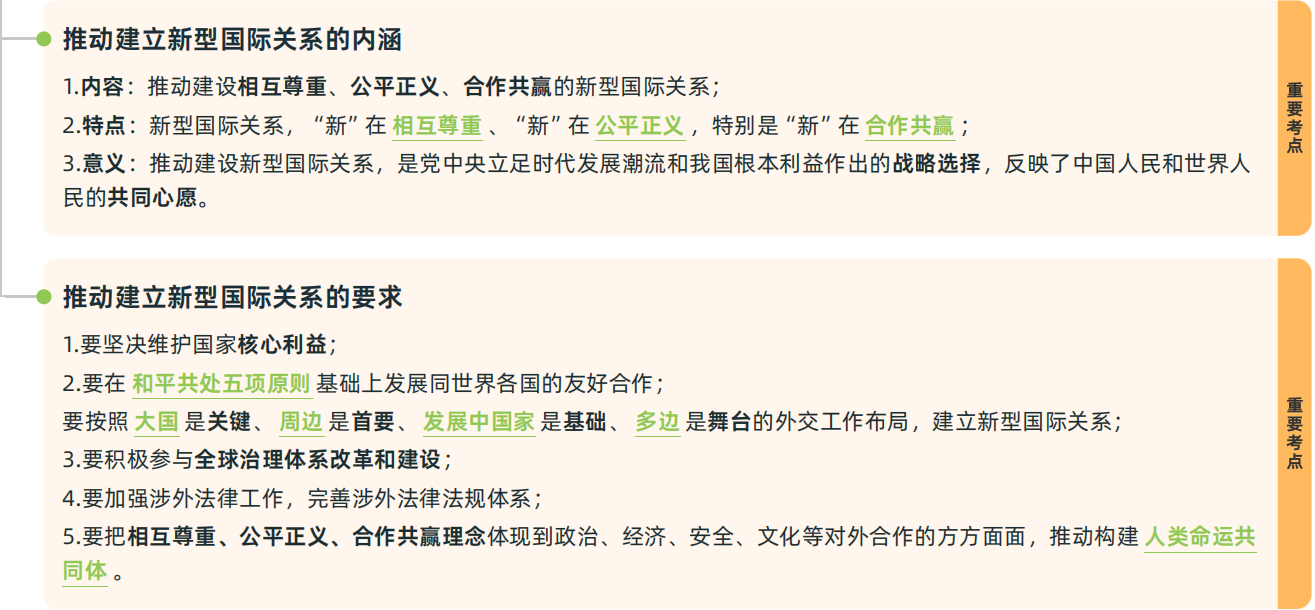 推动建立新型国际关系的内涵
1.内容：推动建设相互尊重、公平正义、合作共赢的新型国际关系；
2.特点：新型国际关系，“新”在 相互尊重 、“新”在 公平正义 ，特别是“新”在 合作共赢 ；
3.意义：推动建设新型国际关系，是党中央立足时代发展潮流和我国根本利益作出的战略选择，反映了中国人民和世界人
民的共同心愿。
重要考点
推动建立新型国际关系的要求
1.要坚决维护国家核心利益；
2.要在 和平共处五项原则 基础上发展同世界各国的友好合作；
要按照 大国 是关键、 周边 是首要、 发展中国家 是基础、 多边 是舞台的外交工作布局，建立新型国际关系；
3.要积极参与全球治理体系改革和建设；
4.要加强涉外法律工作，完善涉外法律法规体系；
5.要把相互尊重、公平正义、合作共赢理念体现到政治、经济、安全、文化等对外合作的方方面面，推动构建 人类命运共
同体 。
重要考点